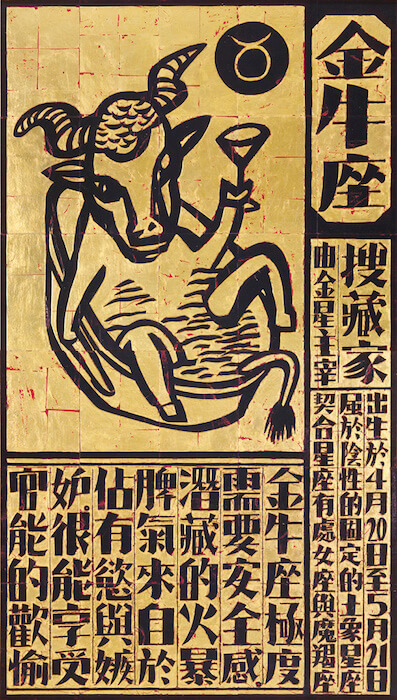 金牛座
搜藏家
由金星主宰
出生於4月20日至5月21日
属於陰性的固定的土象星座
契合星座有處女座與魔羯座
金牛座極度
需要安全感.
潛藏的火暴
脾氣來自於
佔有慾與嫉
妒.很能享受
官能的歡愉